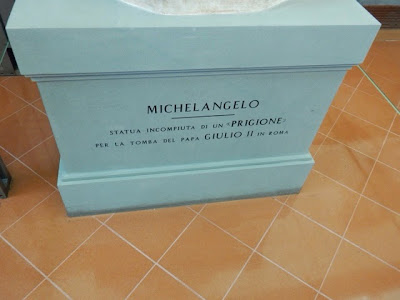 MICHELANGELO
STATUA INCOMPIUTA DI UN «PRIGIONE»
PER LA TOMBA DEL PAPA GIULIO II IN ROMA